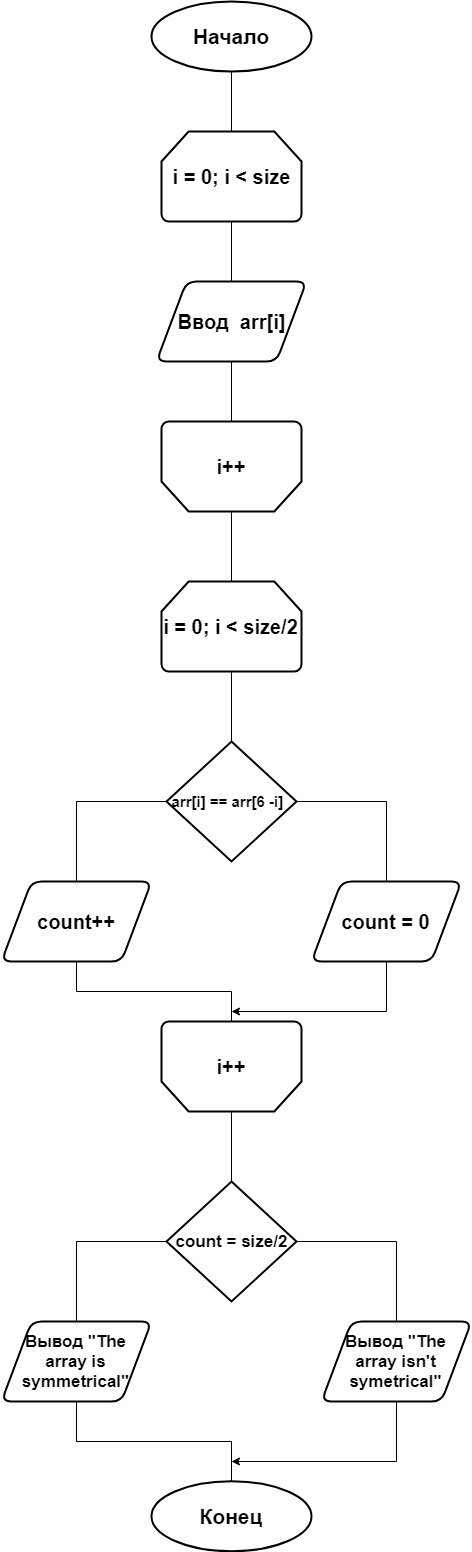 Начало
i = 0; i < size
Ввод arr[i]
i++
i = 0; i < size/2
arr[i] == arr[6 -i]
count++
count = 0
i++
count = size/2
Вывод "The
array is
symmetrical"
Вывод "The
array isn't
symetrical"
Конец